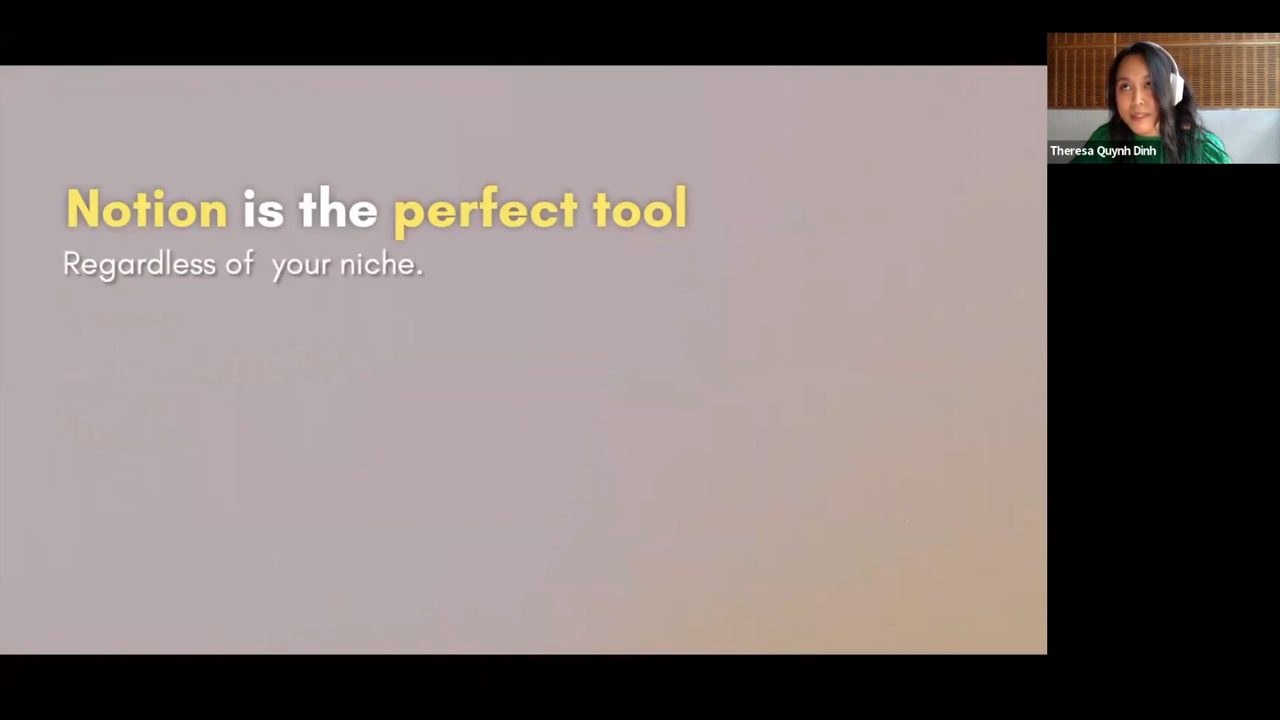 Notion is the perfect tool
Regardless of  your niche.
Theresa Quynh Dinh